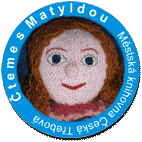 Čteme s Matyldou
Městská knihovna Česká Třebová